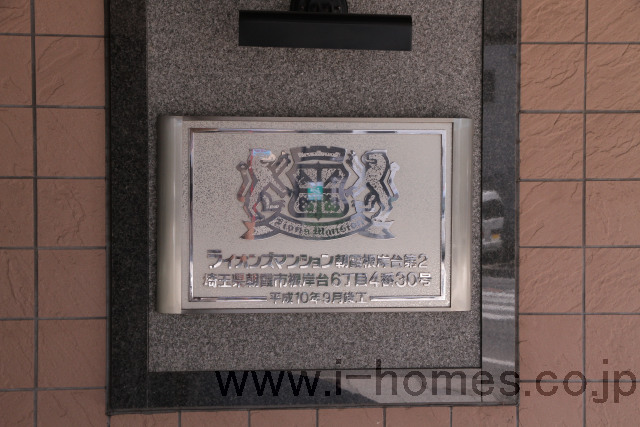 Lions Mansion
ライオンズマンション朝霞根岸台第2
埼玉県朝霞市根岸台6丁目4番30号
平成10年9月竣工
www.i-homes.co.jp